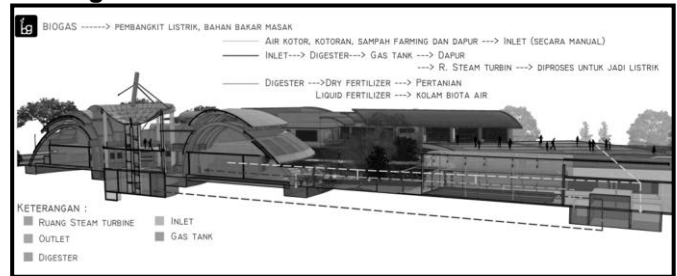 BIOGAS ------> PEMBANGKIT LISTRIK, BAHAN BAKAR MASAK
AIR KOTOR, KOTORAN, SAMPAH FARMING DAN DAPUR ---> INLET (SECARA MANUAL)
INLET---> DIGESTER---> GAS TANK ---> DAPUR
---> R. STEAM TURBIN ---> DIPROSES UNTUK JADI LISTRIK
DIGESTER --->DRY FERTILIZER ---> PERTANIAN
LIQUID FERTILIZER ---> KOLAM BIOTA AIR
KETERANGAN :
RUANG STEAM TURBINE
INLET
OUTLET
GAS TANK
DIGESTER